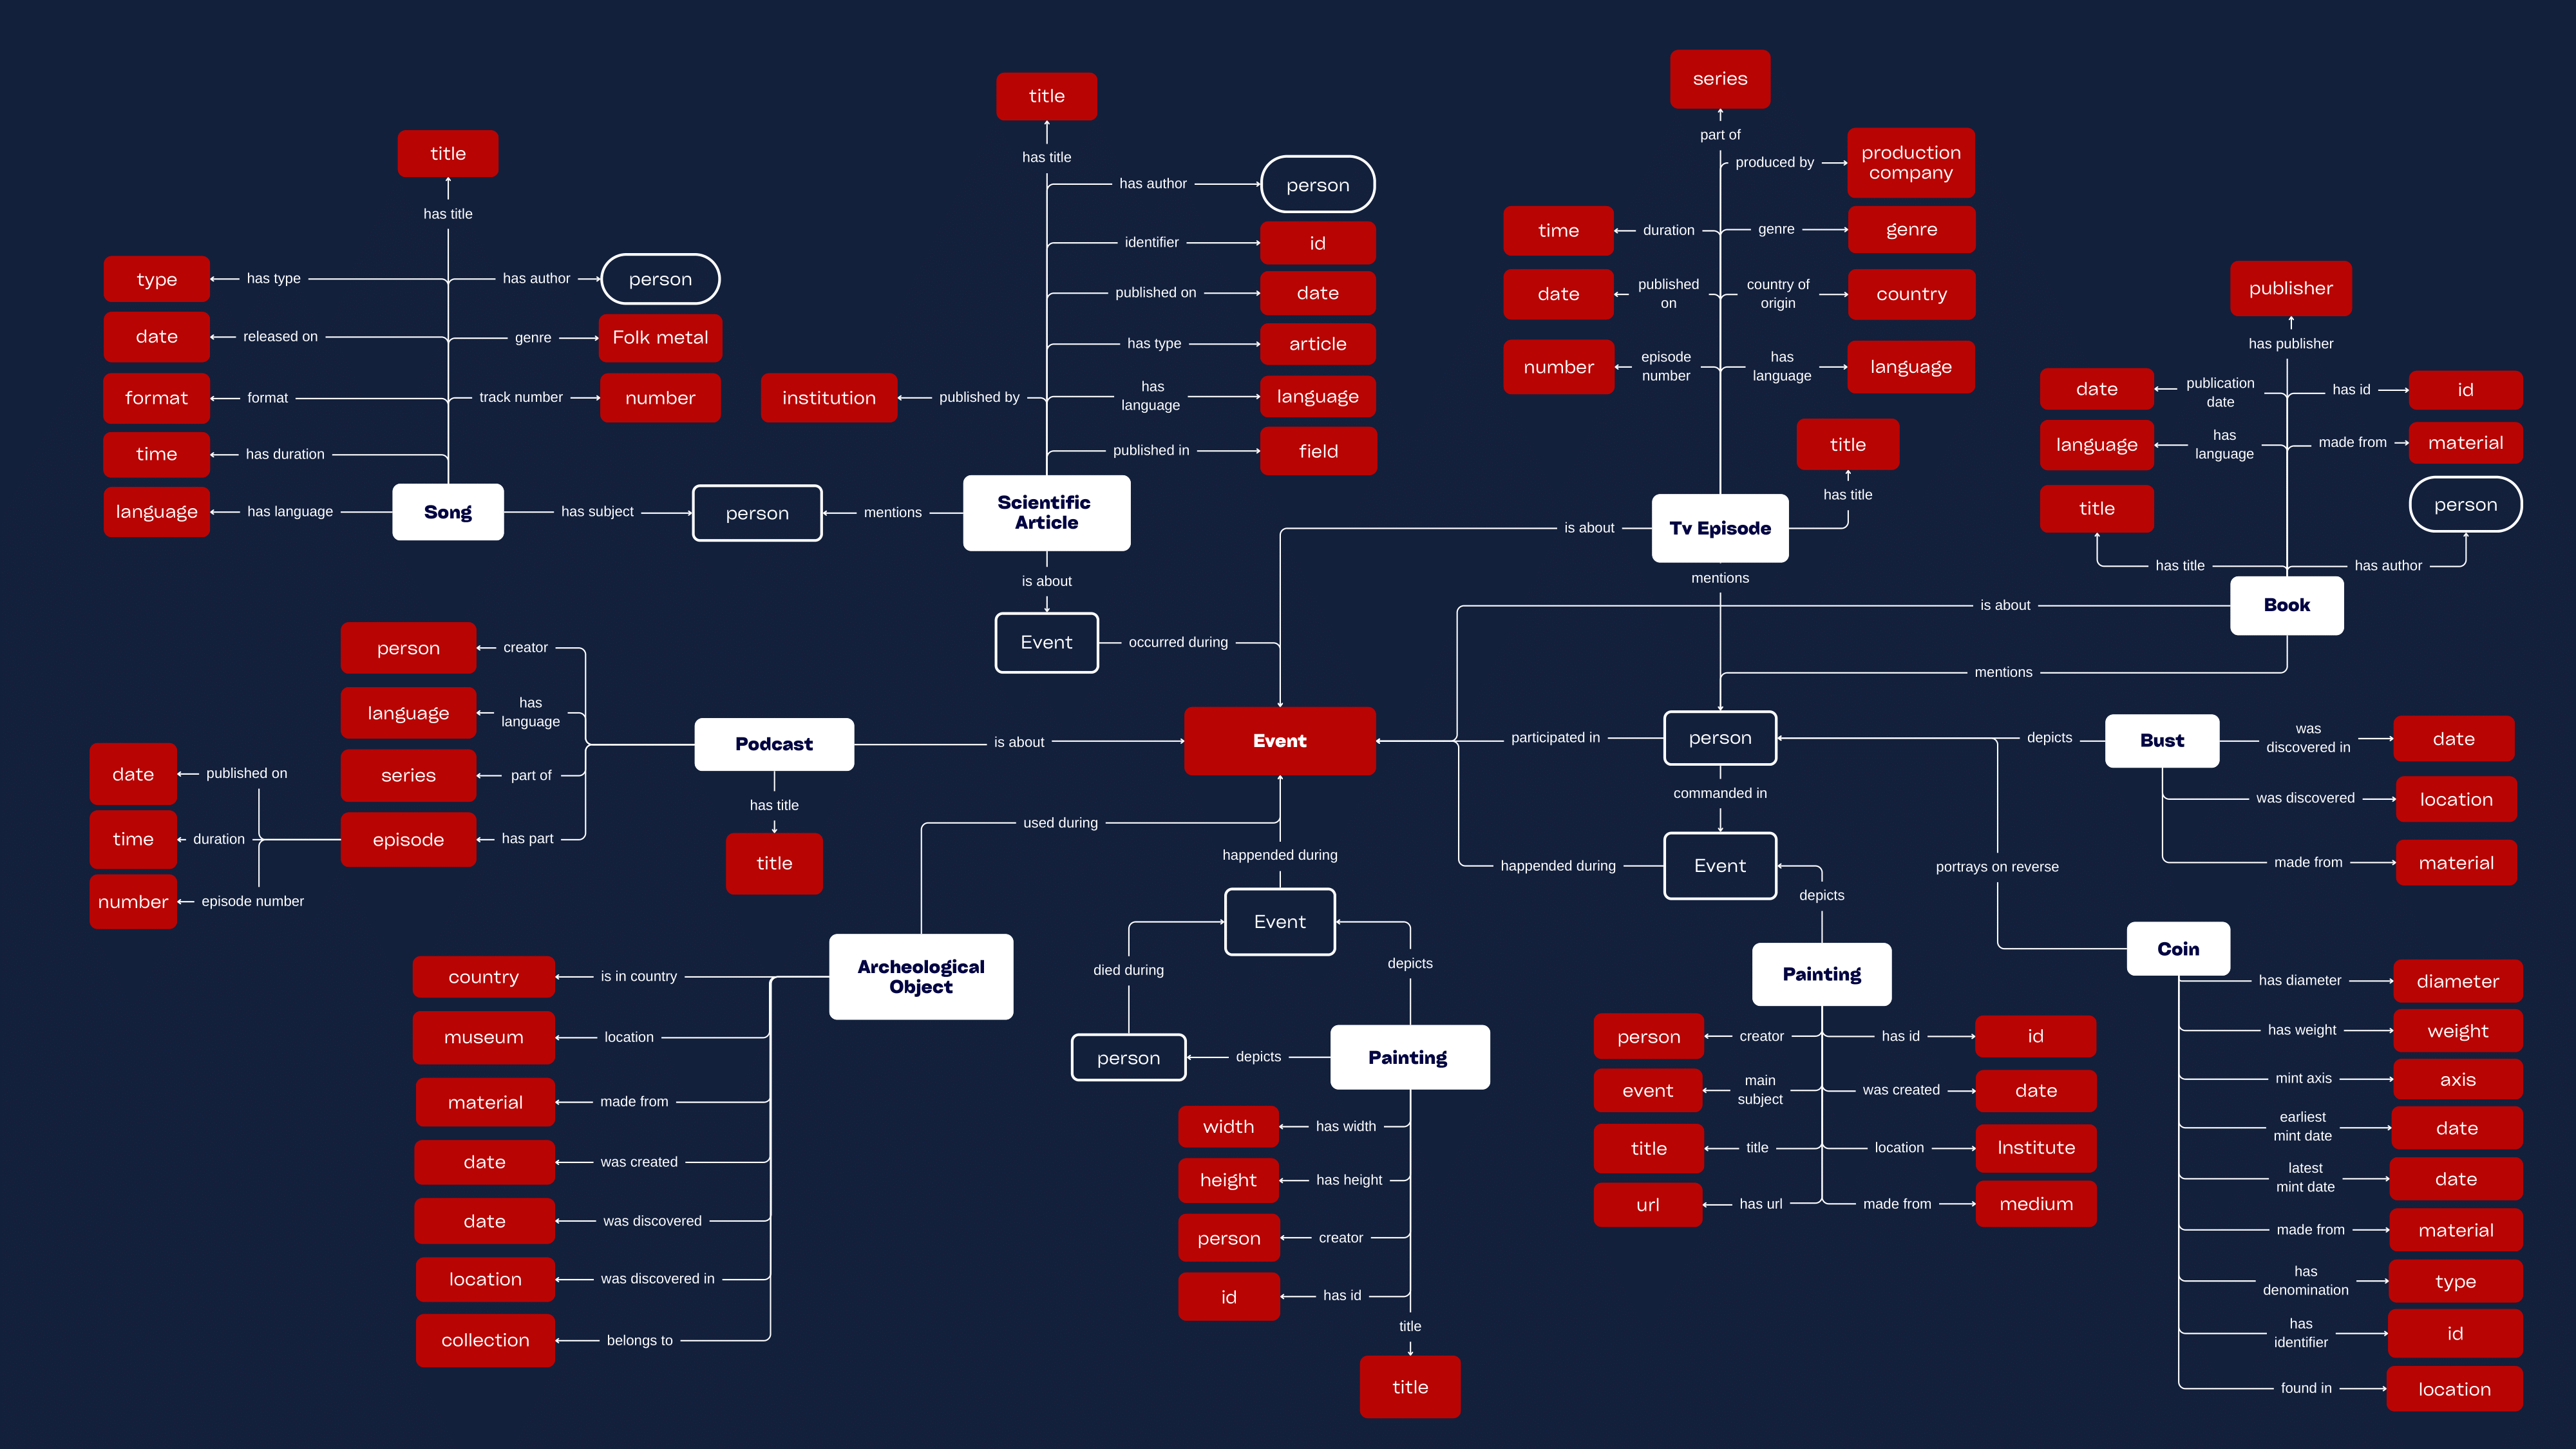 series
title
part of
production
company
produced by
title
has title
has author
person
time
duration
genre
genre
has title
identifier
id
type
has type
has author
person
published on
date
date
published
on
country of
origin
country
publisher
date
released on
genre
Folk metal
has type
article
has publisher
number
episode
number
has
language
language
format
format
track number
number
institution
published by
has
language
language
date
publication
date
has id
id
time
has duration
published in
field
title
language
has
language
made from
material
language
has language
Song
has subject
person
mentions
Scientific
Article
has title
title
person
is about
Tv Episode
has title
has author
is about
mentions
is about
Book
person
creator
Event
occurred during
mentions
language
has
language
Podcast
is about
Event
participated in
person
depicts
Bust
was
discovered in
date
date
published on
series
part of
has title
commanded in
was discovered
location
time
duration
episode
has part
title
used during
happened during
happened during
Event
portrays on reverse
made from
material
number
episode number
depicts
Event
Coin
country
is in country
Archeological
Object
died during
depicts
Painting
has diameter
diameter
museum
location
person
depicts
Painting
person
creator
has id
id
has weight
weight
material
made from
event
main
subject
was created
date
mint axis
axis
width
has width
earliest
mint date
date
date
was created
height
has height
title
title
location
Institute
latest
mint date
date
date
was discovered
person
creator
url
has url
made from
medium
made from
material
location
was discovered in
id
has id
has
denomination
type
collection
belongs to
title
has
identifier
id
title
found in
location